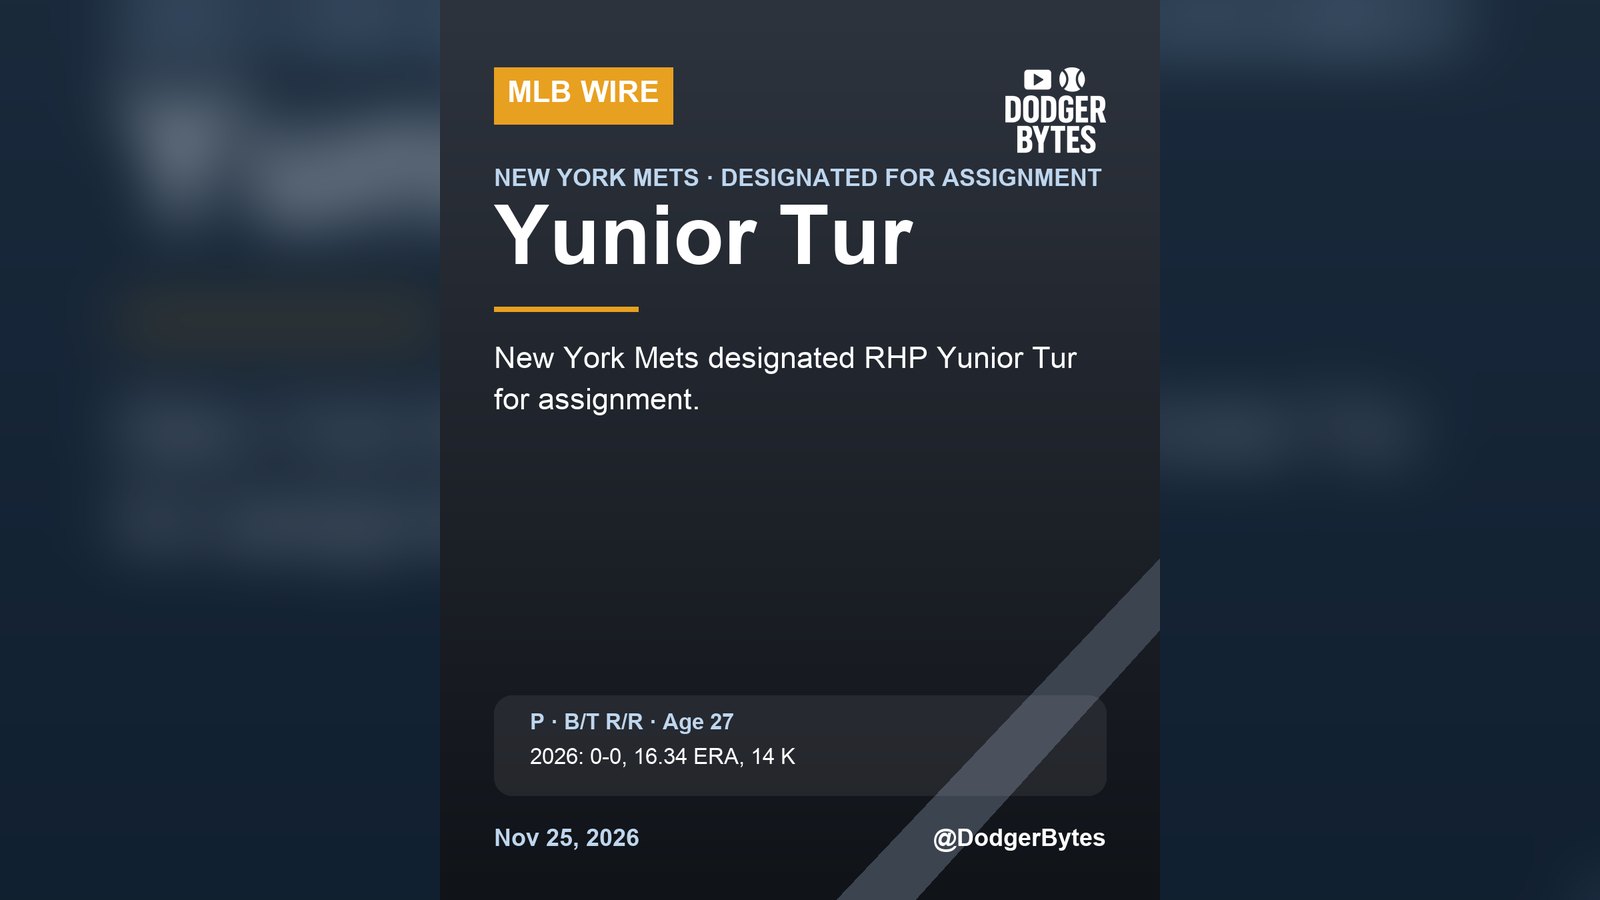 MLB WIRE
DODGER
BYTES
NEW YORK METS · DESIGNATED FOR ASSIGNMENT
Yunior Tur
New York Mets designated RHP Yunior Tur
for assignment.
P · B/T R/R · Age 27
2026: 0-0, 16.34 ERA, 14 K
Nov 25, 2026
@DodgerBytes